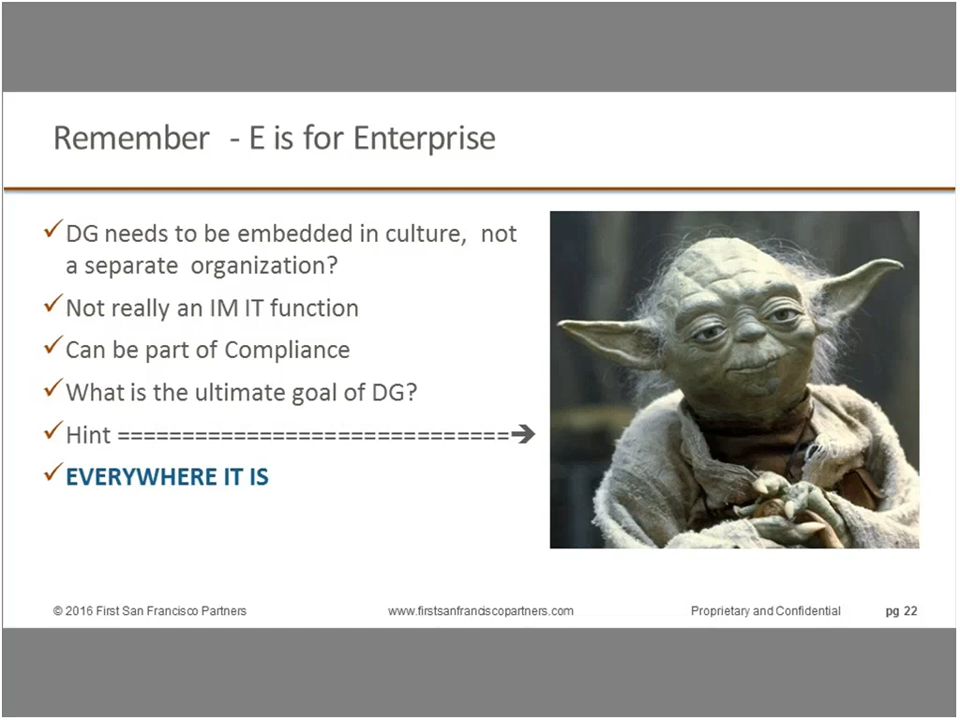 Remember - E is for Enterprise
✓ DG needs to be embedded in culture, not
a separate organization?
✓ Not really an IM IT function
✓ Can be part of Compliance
✓ What is the ultimate goal of DG?
✓ Hint ==============================➔
✓ EVERYWHERE IT IS
© 2016 First San Francisco Partners www.firstsanfranciscopartners.com Proprietary and Confidential pg 22